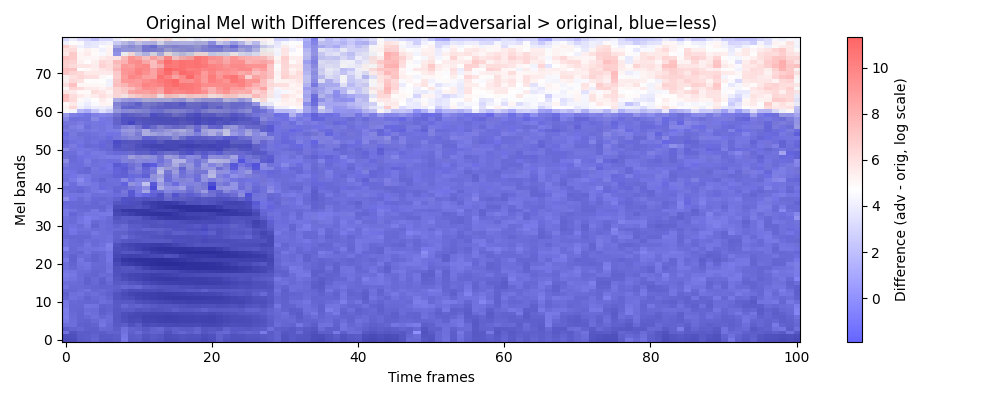 Original Mel with Differences (red=adversarial > original, blue=less)
Mel bands
70
60
50
40
30
20
10
0
0 20 40 60 80 100
Time frames
10
8
6
4
2
0
Difference (adv - orig, log scale)